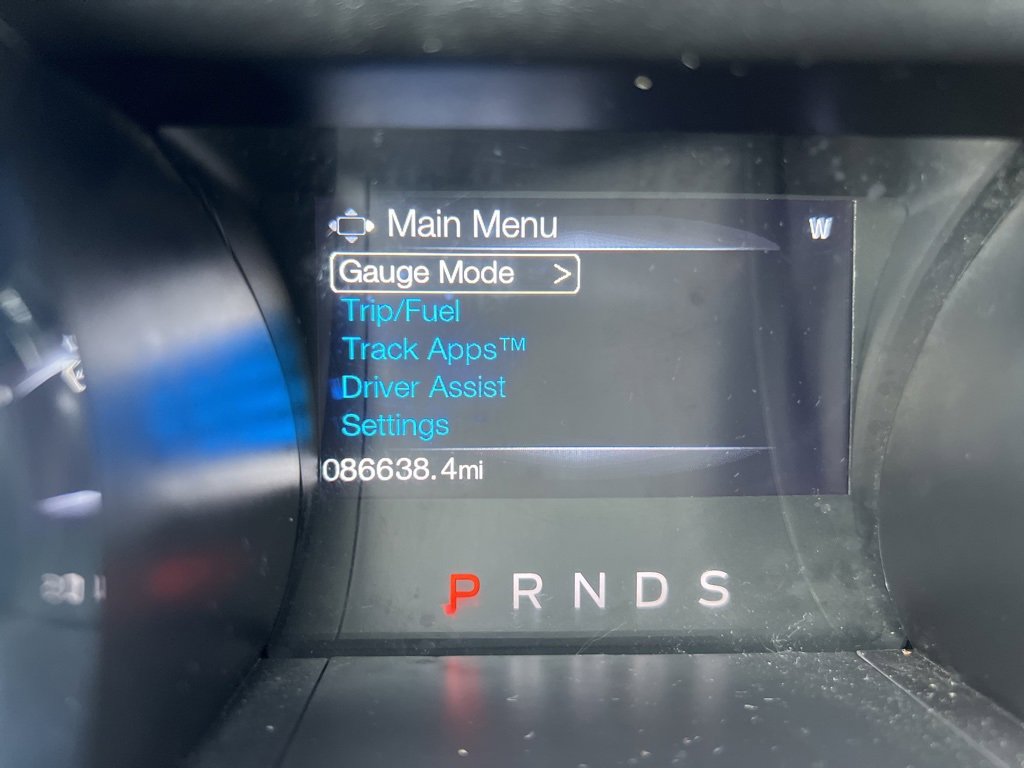 Main Menu W
Gauge Mode >
Trip/Fuel
Track Apps™
Driver Assist
Settings
086638.4mi
P R N D S